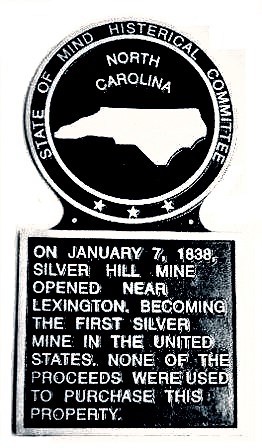 STATE OF MIND HISTERICAL COMMITTEE
NORTH
CAROLINA
ON JANUARY 7, 1838,
SILVER HILL MINE
OPENED NEAR
LEXINGTON, BECOMING
THE FIRST SILVER
MINE IN THE UNITED
STATES. NONE OF THE
PROCEEDS WERE USED
TO PURCHASE THIS
PROPERTY.